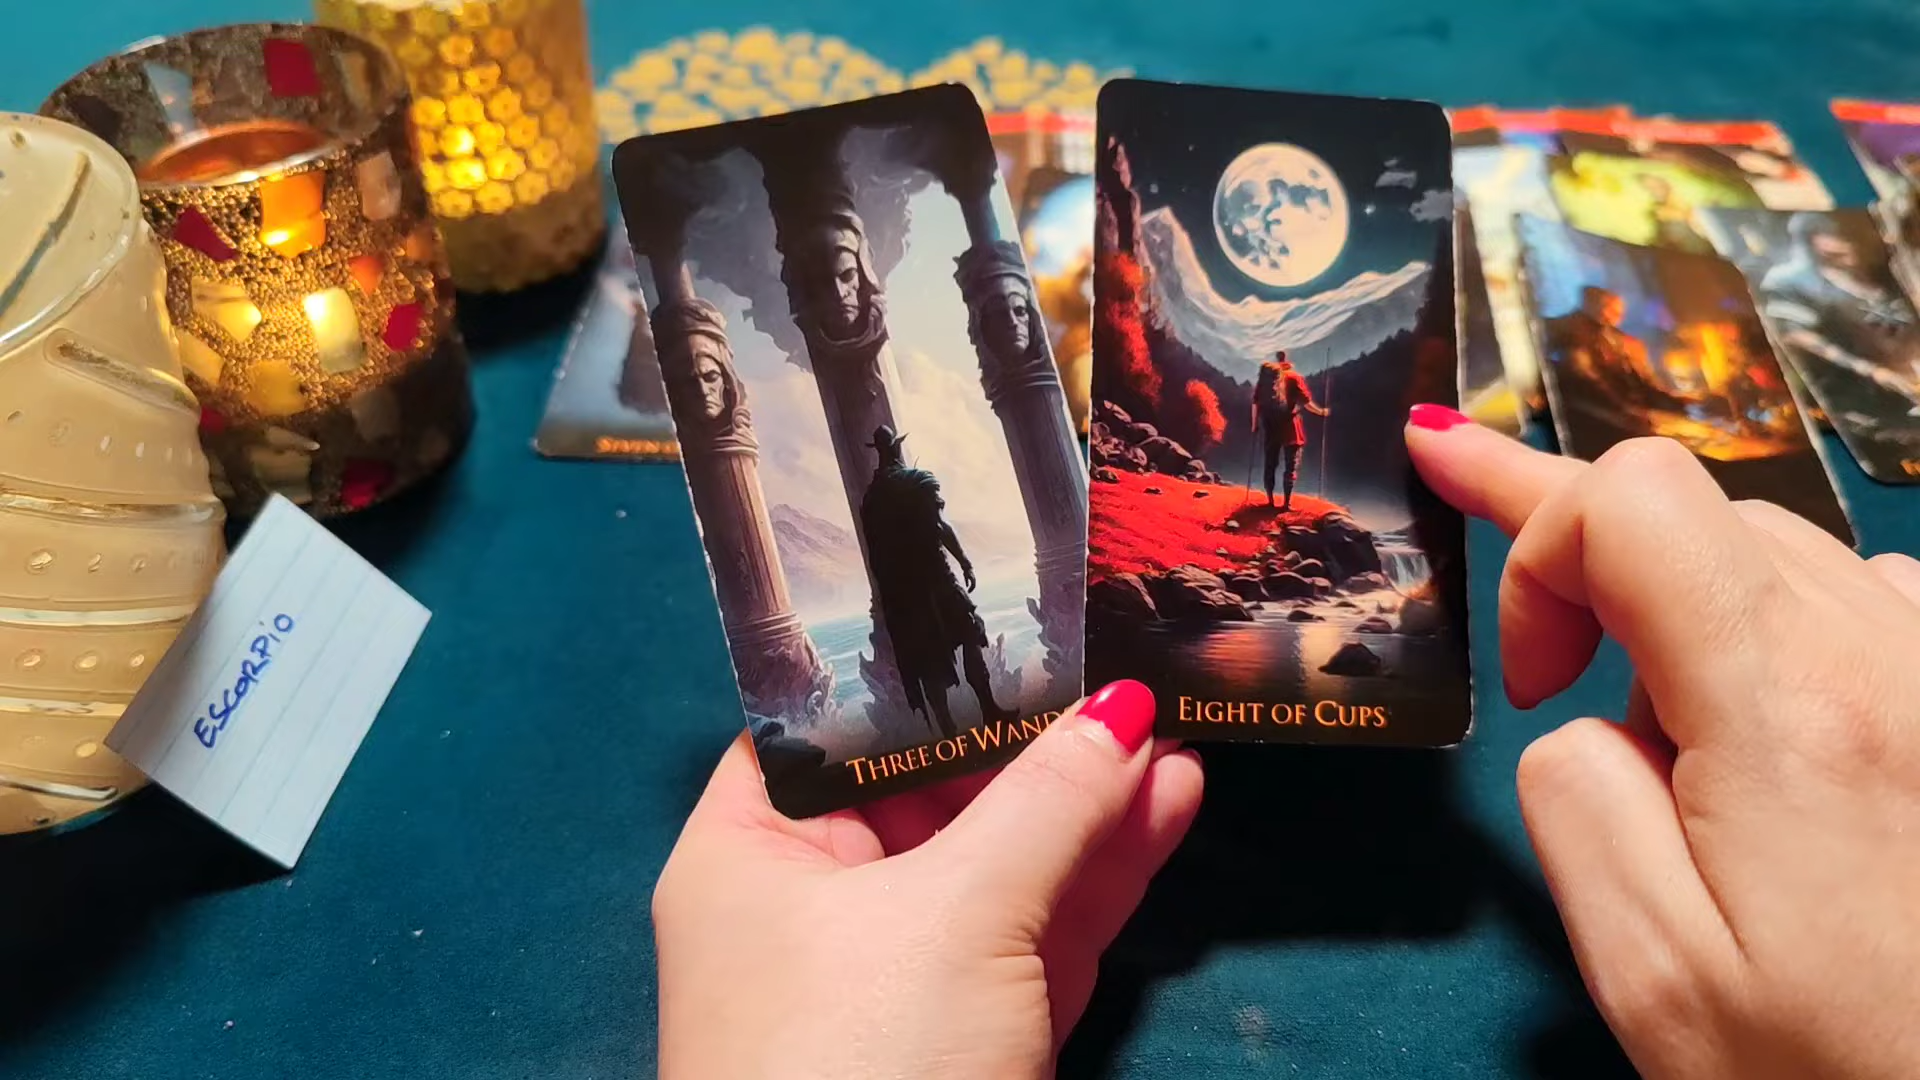 ESCORPiO
THREE OF WAND
EIGHT OF CUPS